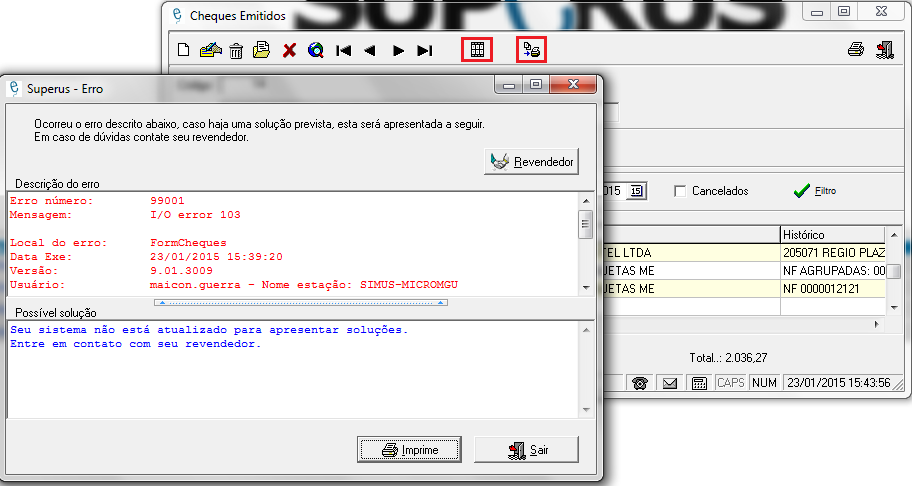 SUPERUS
Cheques Emitidos
Superus - Erro
Ocorreu o erro descrito abaixo, caso haja uma solução prevista, esta será apresentada a seguir.
Em caso de dúvidas contate seu revendedor.
Revendedor
Descrição do erro
Erro número: 99001
Mensagem: I/O error 103
Local do erro: FormCheques
Data Exe: 23/01/2015 15:39:20
Versão: 9.01.3009
Usuário: maicon.guerra - Nome estação: SIMUS-MICROMGU
Possível solução
Seu sistema não está atualizado para apresentar soluções.
Entre em contato com seu revendedor.
Imprime
Sair
015
15
Cancelados
Filtro
Histórico
TEL LTDA
205071 REGIO PLAZ
UETAS ME
NF AGRUPADAS: 00
UETAS ME
NF 0000012121
Total..: 2.036,27
CAPS
NUM
23/01/2015 15:43:56